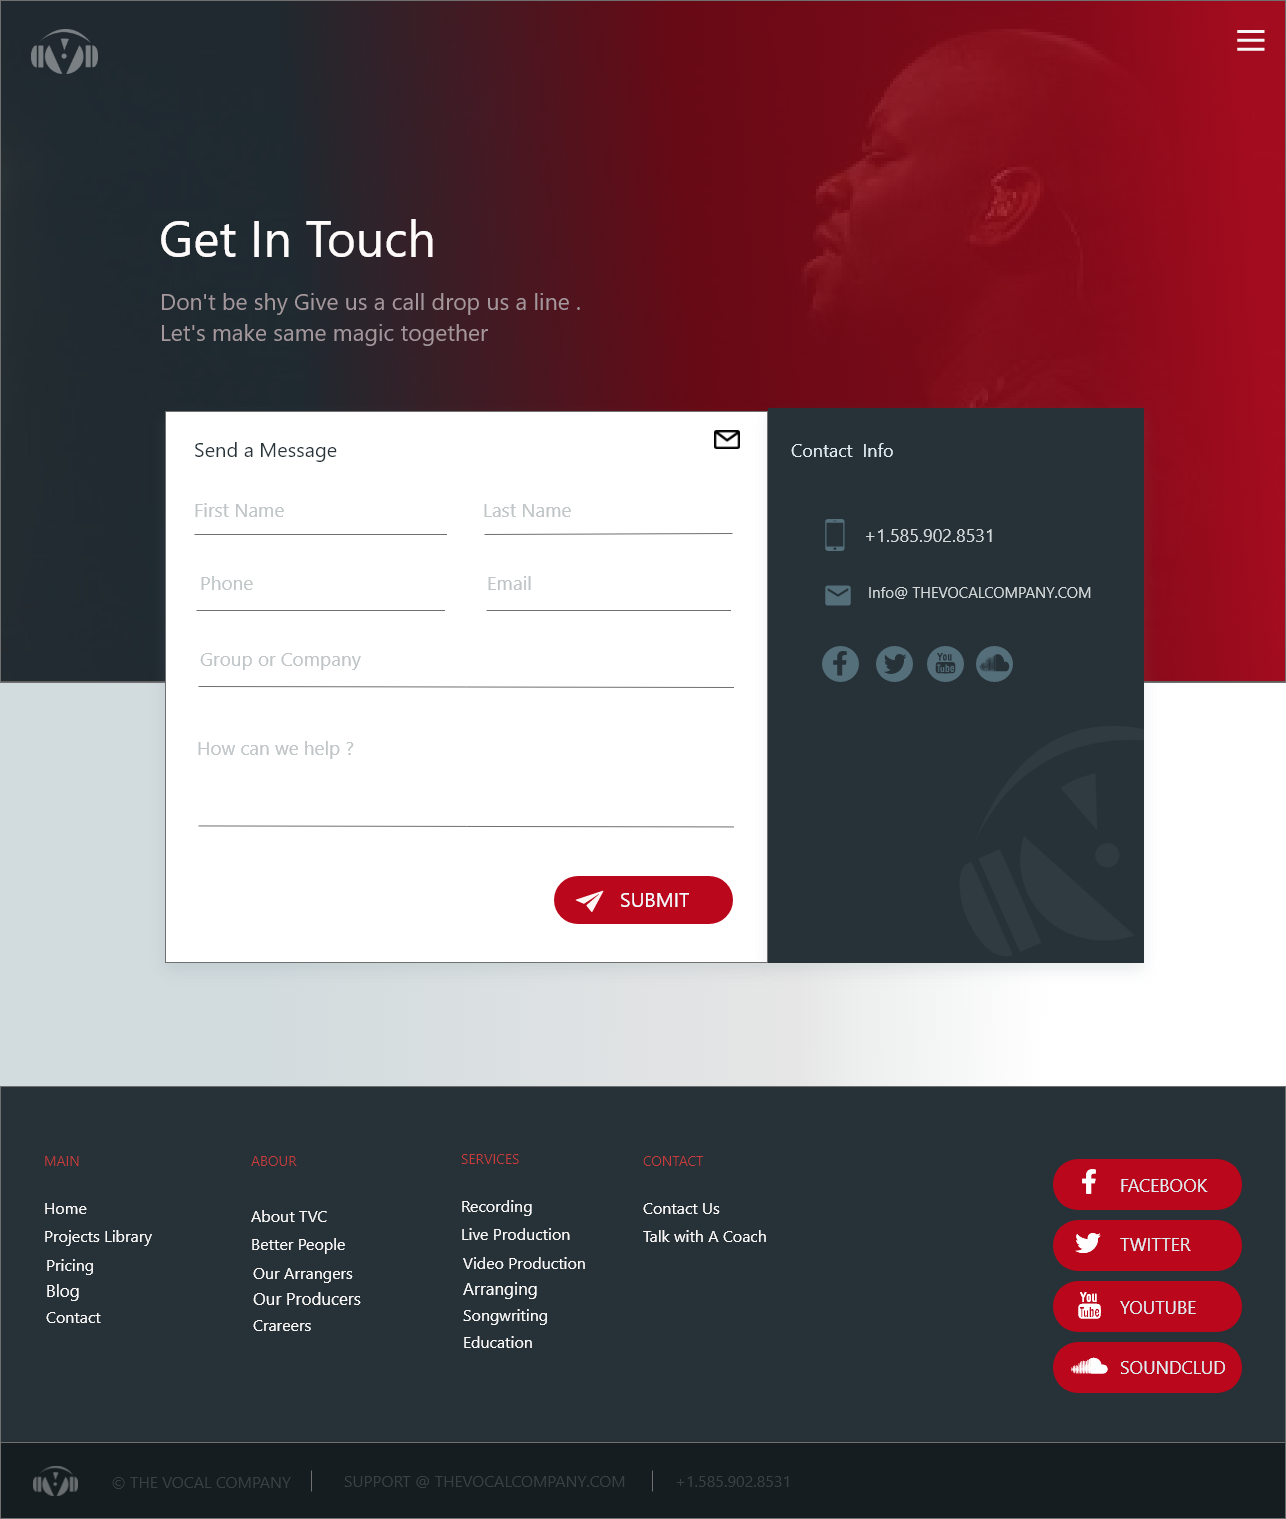 Get In Touch
Don't be shy Give us a call drop us a line .
Let's make same magic together
Send a Message
First Name
Last Name
Phone
Email
Group or Company
How can we help ?
SUBMIT
Contact Info
+1.585.902.8531
Info@ THEVOCALCOMPANY.COM
You
Tube
MAIN
Home
Projects Library
Pricing
Blog
Contact
ABOUR
About TVC
Better People
Our Arrangers
Our Producers
Crareers
SERVICES
Recording
Live Production
Video Production
Arranging
Songwriting
Education
CONTACT
Contact Us
Talk with A Coach
FACEBOOK
TWITTER
You
Tube
YOUTUBE
SOUNDCLUD
© THE VOCAL COMPANY
SUPPORT @ THEVOCALCOMPANY.COM
+1.585.902.8531